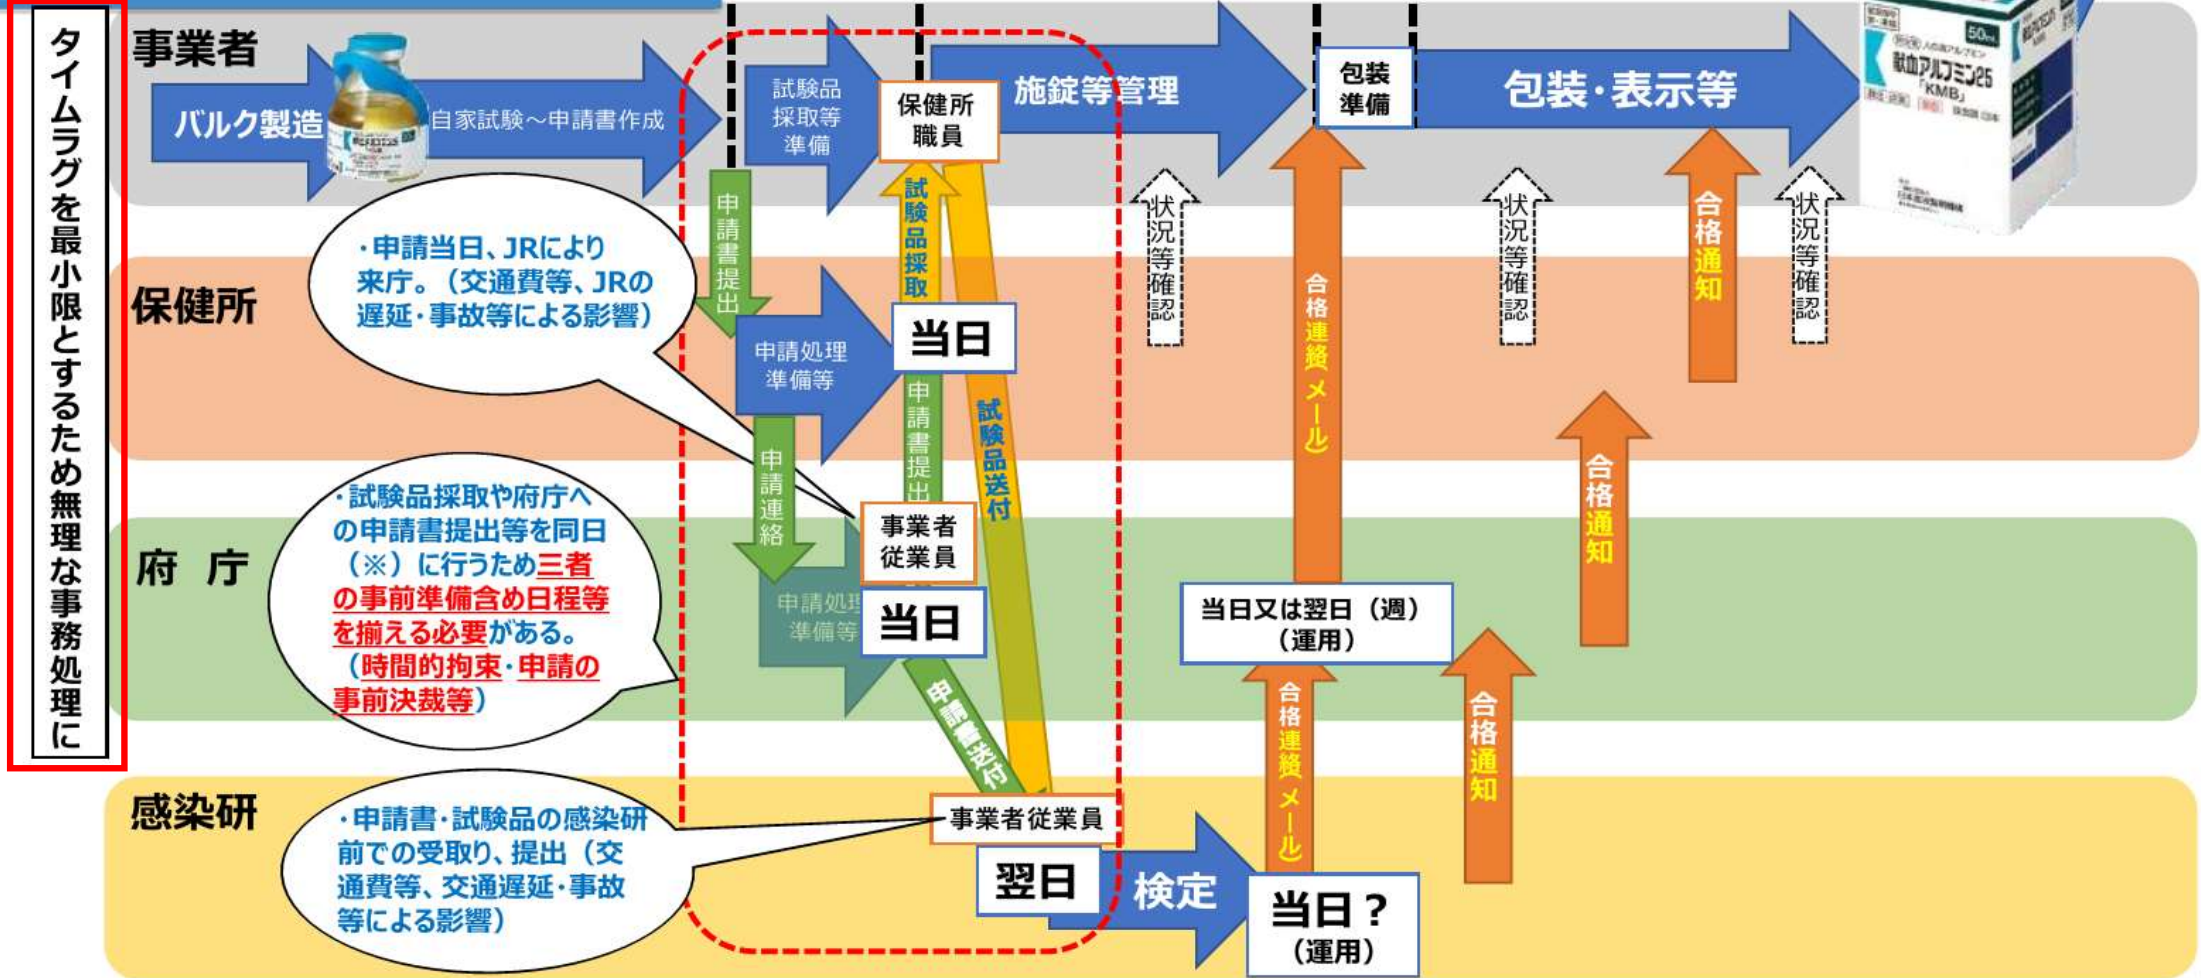 タイムラグを最小限とするため無理な事務処理に
事業者
バルク製造
自家試験～申請書作成
試験品
採取等
準備
保健所
職員
施錠等管理
包装
準備
包装・表示等
50mL
献血アルブミン25
「KMB」
申請書提出
試験品採取
状況等確認
状況等確認
合格通知
状況等確認
保健所
・申請当日、JRにより
来庁。（交通費等、JRの
遅延・事故等による影響）
申請処理
準備等
当日
申請書提出
試験品送付
合格連絡（メール）
合格通知
申請連絡
府 庁
・試験品採取や府庁へ
の申請書提出等を同日
（※）に行うため三者
の事前準備含め日程等
を揃える必要がある。
（時間的拘束・申請の
事前決裁等）
事業者
従業員
申請処理
準備等
当日
当日又は翌日（週）
（運用）
申請書送付
合格連絡（メール）
合格通知
感染研
・申請書・試験品の感染研
前での受取り、提出（交
通費等、交通遅延・事故
等による影響）
事業者従業員
翌日
検定
当日？
（運用）